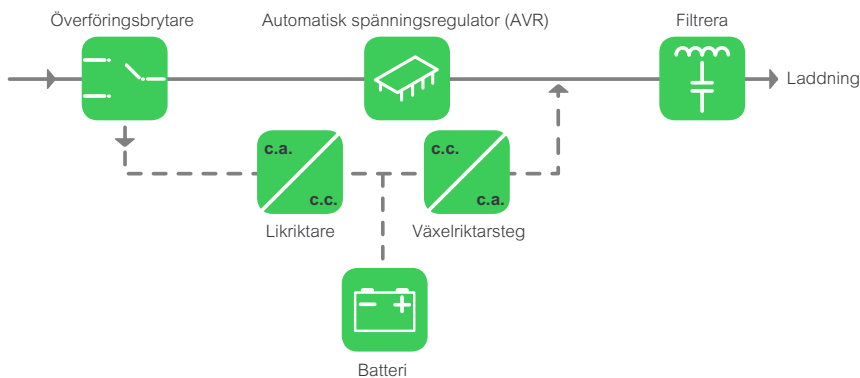 Överföringsbrytare
Automatisk spänningsregulator (AVR)
Filtrera
Laddning
c.a.
c.c.
Likriktare
c.c.
c.a.
Växelriktarsteg
Batteri